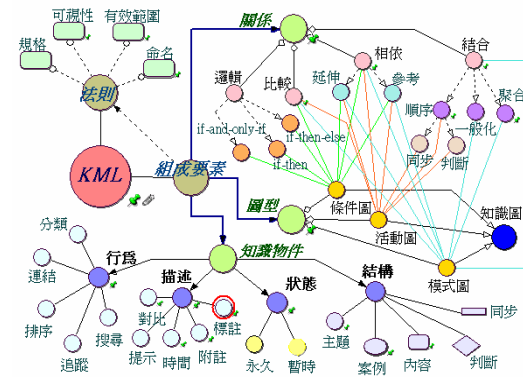 可視性
有效範圍
規格
命名
法則
KML
組成要素
關係
邏輯
比較
相依
結合
延伸
參考
順序
一般化
聚合
if-and-only-if
if-then-else
if-then
同步
判斷
圖型
條件圖
活動圖
模式圖
知識圖
知識物件
行爲
分類
連結
排序
追蹤
搜尋
描述
對比
提示
時間
附註
標註
狀態
永久
暫時
結構
主題
案例
內容
判斷
同步